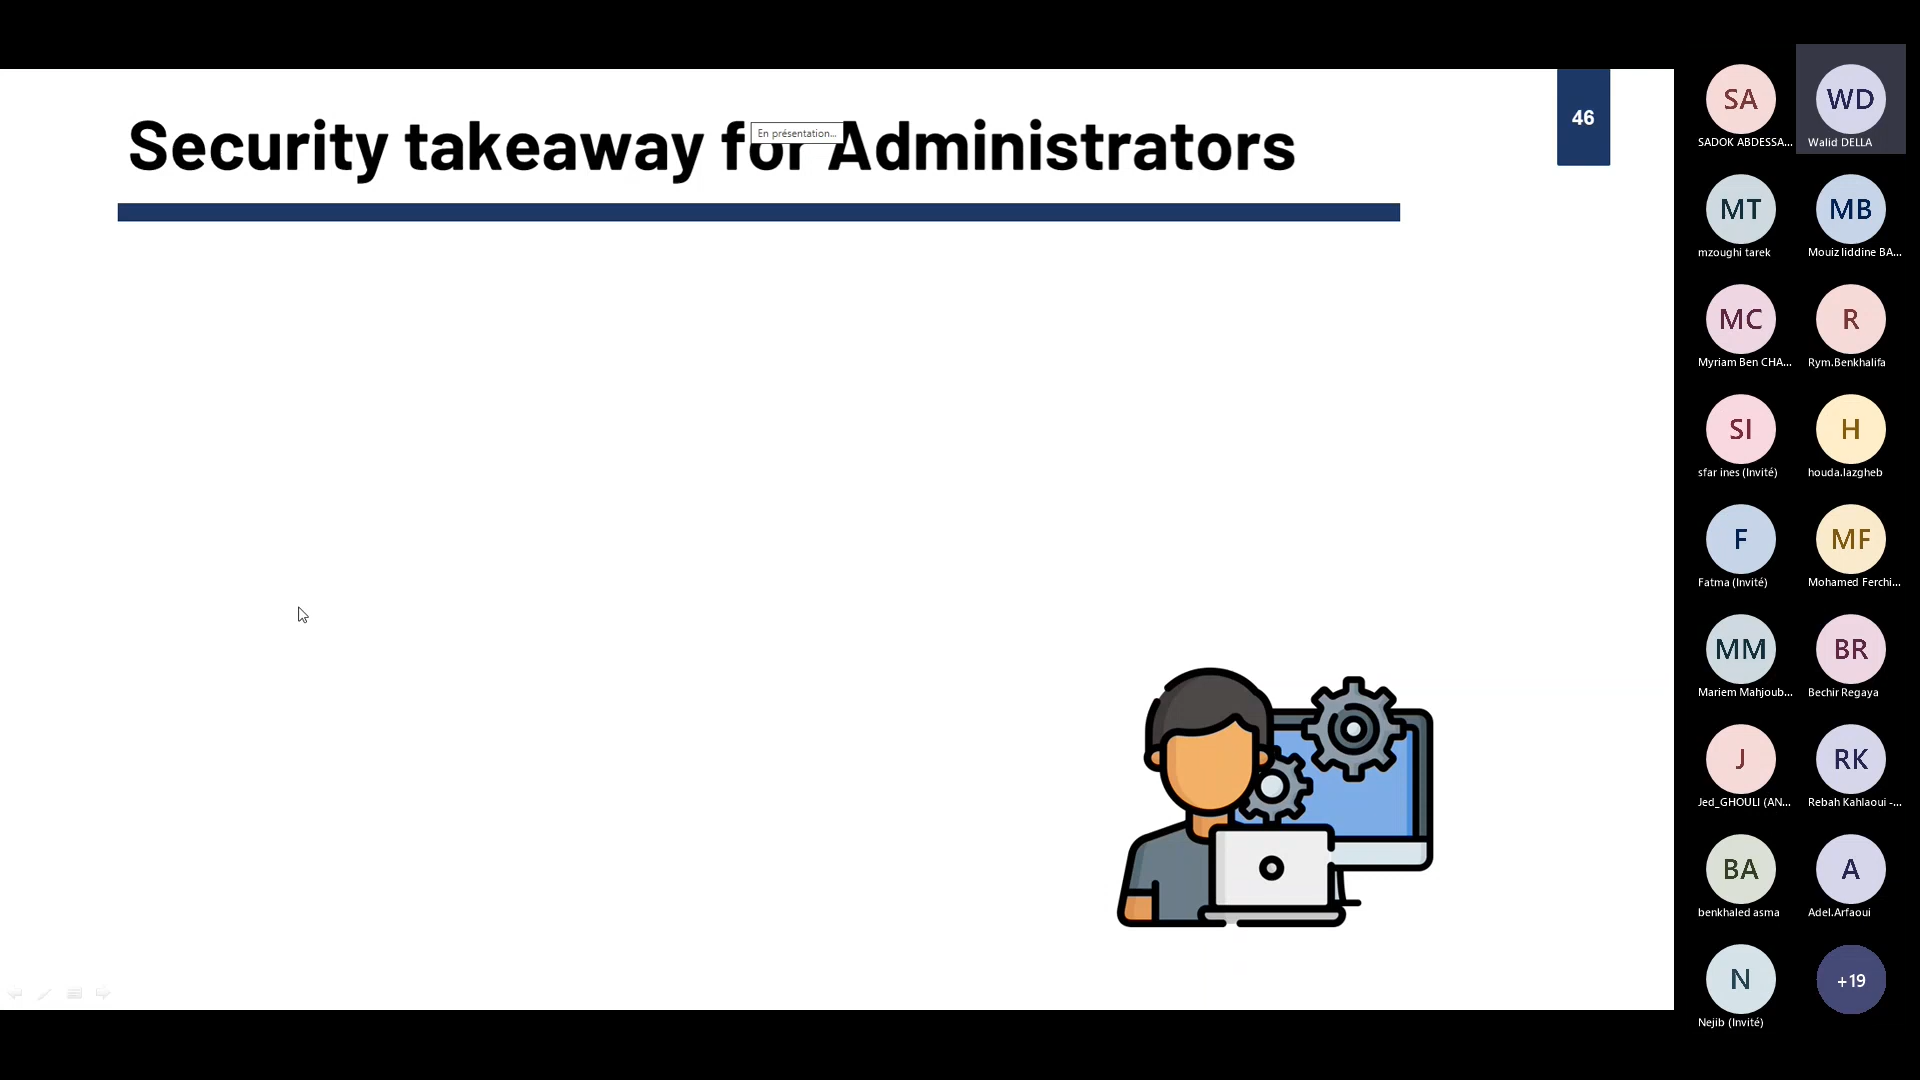 Security takeaway for Administrators
En présentation...
46
SA
SADOK ABDESSA...
WD
Walid DELLA
MT
mzoughi tarek
MB
Mouiz liddine BA...
MC
Myriam Ben CHA...
R
Rym.Benkhalifa
SI
sfar ines (Invité)
H
houda.lazgheb
F
Fatma (Invité)
MF
Mohamed Ferchi...
MM
Mariem Mahjoub...
BR
Bechir Regaya
J
Jed_GHOULI (AN...
RK
Rebah Kahlaoui -...
BA
benkhaled asma
A
Adel.Arfaoui
N
Nejib (Invité)
+19